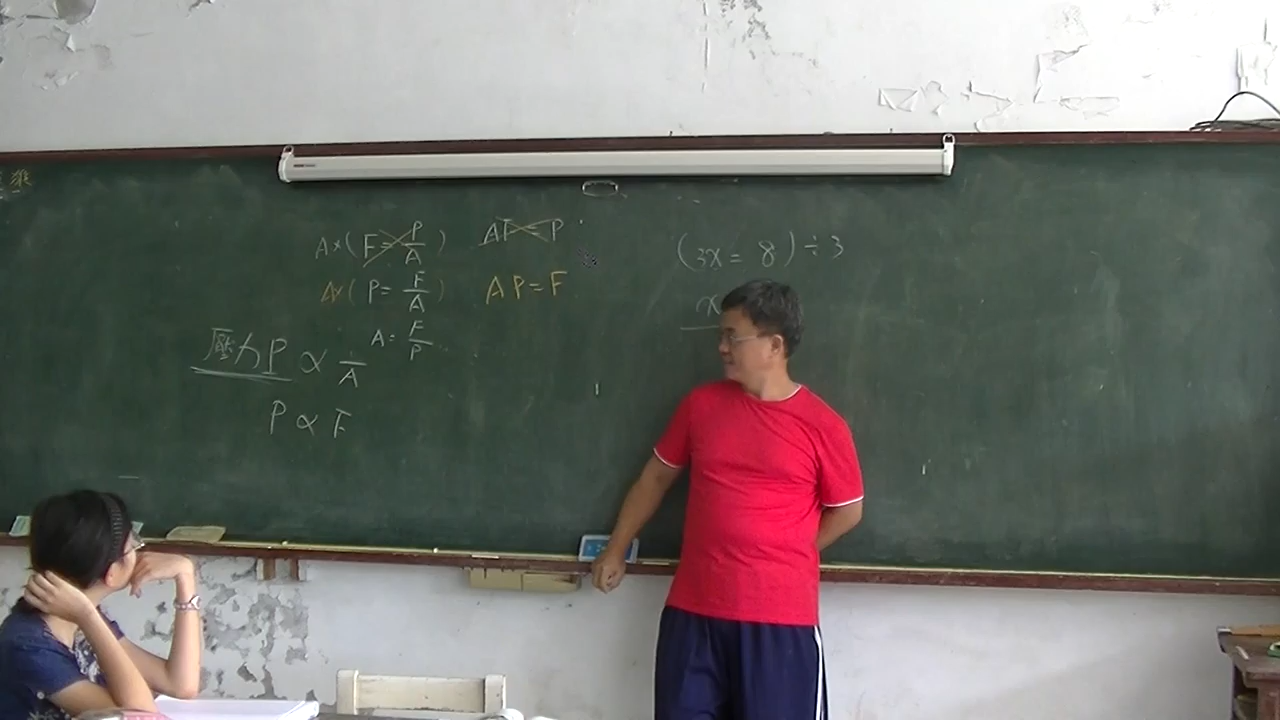 A×(F=P/A) AF=P
A×(P=F/A) AP=F
A=F/P
壓力P∝1/A
P∝F
(3x=8)÷3
x